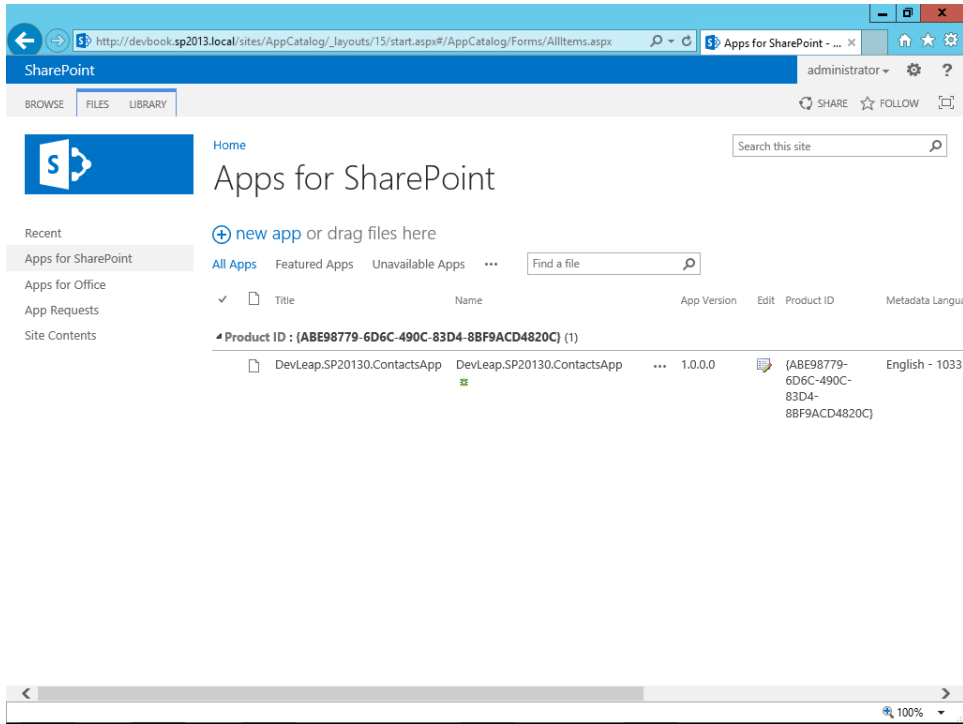 http://devbook.sp2013.local/sites/AppCatalog/_layouts/15/start.aspx#/AppCatalog/Forms/AllItems.aspx
Apps for SharePoint - ...
SharePoint
administrator
?
BROWSE FILES LIBRARY
SHARE FOLLOW
S
Home
Search this site
Apps for SharePoint
Recent
Apps for SharePoint
Apps for Office
App Requests
Site Contents
new app or drag files here
All Apps Featured Apps Unavailable Apps ... Find a file
Title Name App Version Edit Product ID Metadata Langua
Product ID : {ABE98779-6D6C-490C-83D4-8BF9ACD4820C} (1)
DevLeap.SP20130.ContactsApp DevLeap.SP20130.ContactsApp ... 1.0.0.0 {ABE98779- English - 1033
6D6C-490C-
83D4-
8BF9ACD4820C}
100%